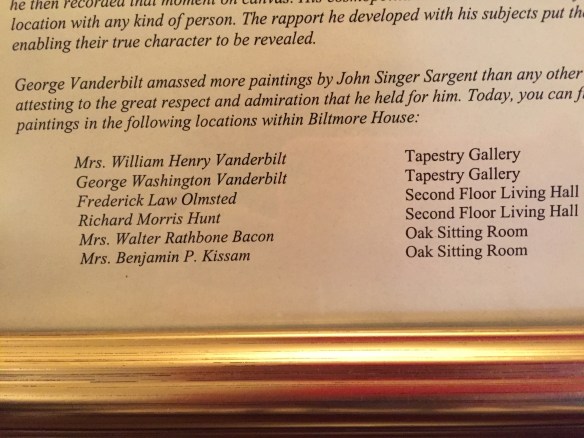 he then recorded that moment on canvas. His
location with any kind of person. The rapport he developed with his subjects put
enabling their true character to be revealed.
George Vanderbilt amassed more paintings by John Singer Sargent than any other
attesting to the great respect and admiration that he held for him. Today, you can
paintings in the following locations within Biltmore House:
Mrs. William Henry Vanderbilt Tapestry Gallery
George Washington Vanderbilt Tapestry Gallery
Frederick Law Olmsted Second Floor Living Hall
Richard Morris Hunt Second Floor Living Hall
Mrs. Walter Rathbone Bacon Oak Sitting Room
Mrs. Benjamin P. Kissam Oak Sitting Room